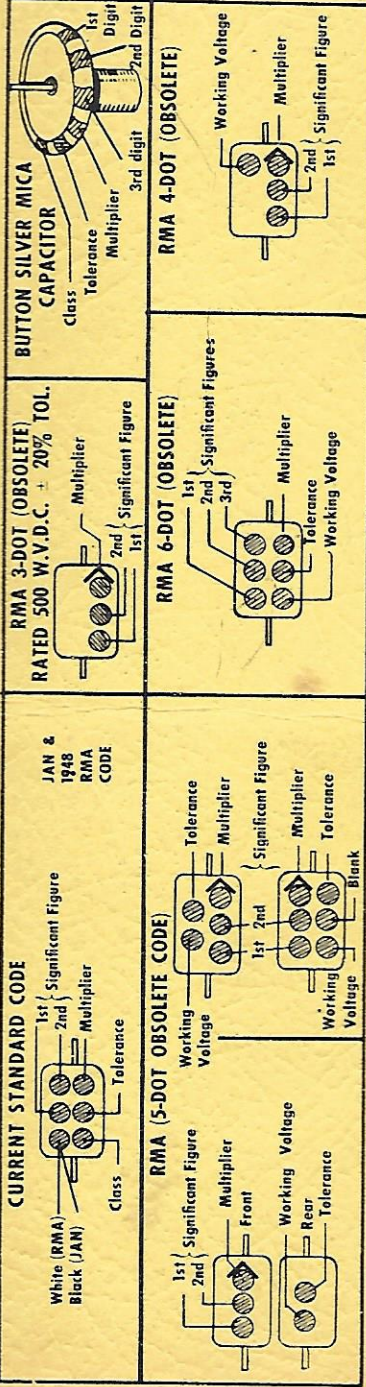 CURRENT STANDARD CODE
White (RMA)
Black (JAN)
1st
2nd
Significant Figure
Multiplier
Class
Tolerance
JAN &
1948
RMA
CODE
RMA 3-DOT (OBSOLETE)
RATED 500 W.V.D.C. ± 20% TOL.
Multiplier
2nd
1st
Significant Figure
BUTTON SILVER MICA
CAPACITOR
Class
Tolerance
Multiplier
3rd digit
2nd Digit
1st
Digit
RMA (5-DOT OBSOLETE CODE)
1st
2nd
Significant Figure
Multiplier
Front
Working Voltage
Rear
Tolerance
Working
Voltage
Tolerance
Multiplier
1st 2nd
Significant Figure
Multiplier
Tolerance
Working
Voltage
Blank
RMA 6-DOT (OBSOLETE)
1st
2nd
3rd
Significant Figures
Multiplier
Tolerance
Working Voltage
RMA 4-DOT (OBSOLETE)
Working Voltage
Multiplier
2nd
1st
Significant Figure